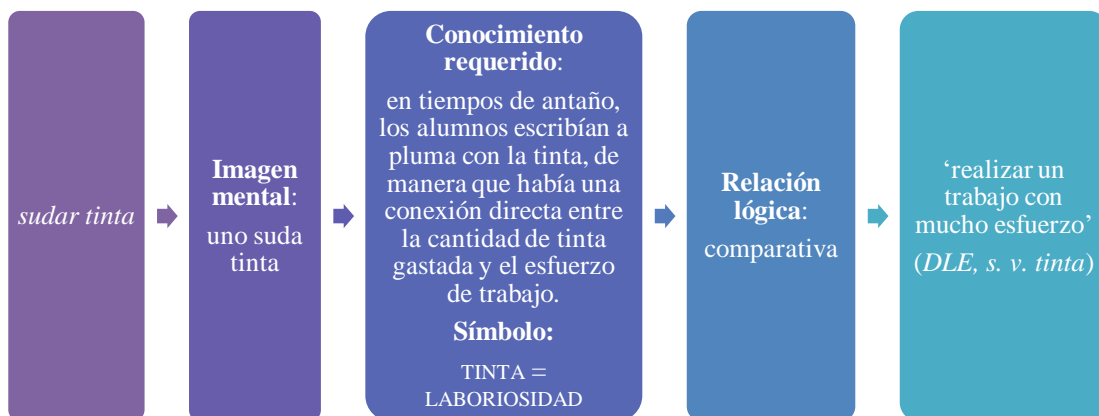 sudar tinta
Imagen
mental:
uno suda
tinta
Conocimiento
requerido:
en tiempos de antaño,
los alumnos escribían a
pluma con la tinta, de
manera que había una
conexión directa entre
la cantidad de tinta
gastada y el esfuerzo
de trabajo.
Símbolo:
TINTA =
LABORIOSIDAD
Relación
lógica:
comparativa
‘realizar un
trabajo con
mucho esfuerzo’
(DLE, s. v. tinta)